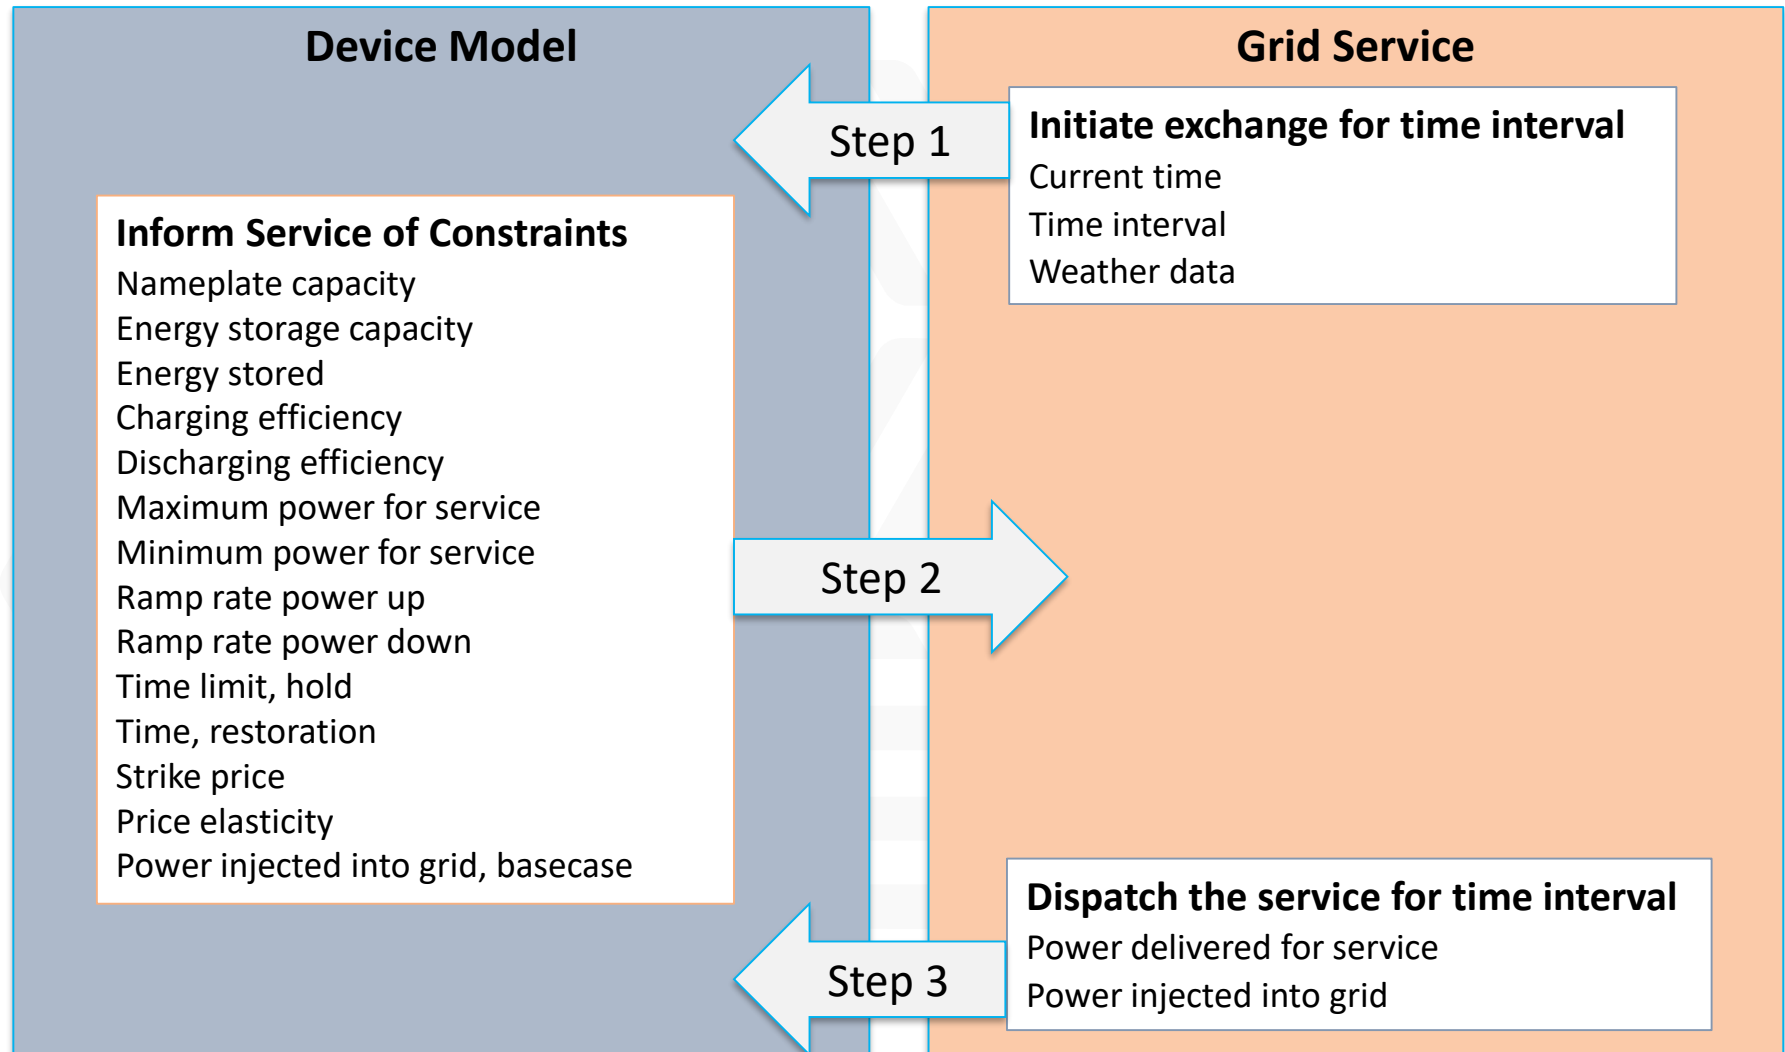 Device Model
Grid Service
Step 1
Initiate exchange for time interval
Current time
Time interval
Weather data
Inform Service of Constraints
Nameplate capacity
Energy storage capacity
Energy stored
Charging efficiency
Discharging efficiency
Maximum power for service
Minimum power for service
Ramp rate power up
Ramp rate power down
Time limit, hold
Time, restoration
Strike price
Price elasticity
Power injected into grid, basecase
Step 2
Step 3
Dispatch the service for time interval
Power delivered for service
Power injected into grid